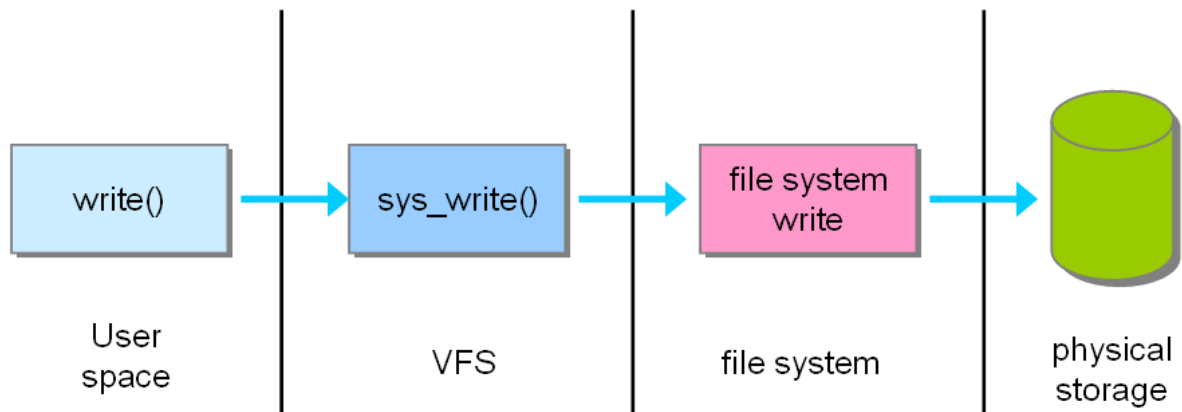 write()
sys_write()
file system
write
User
space
VFS
file system
physical
storage